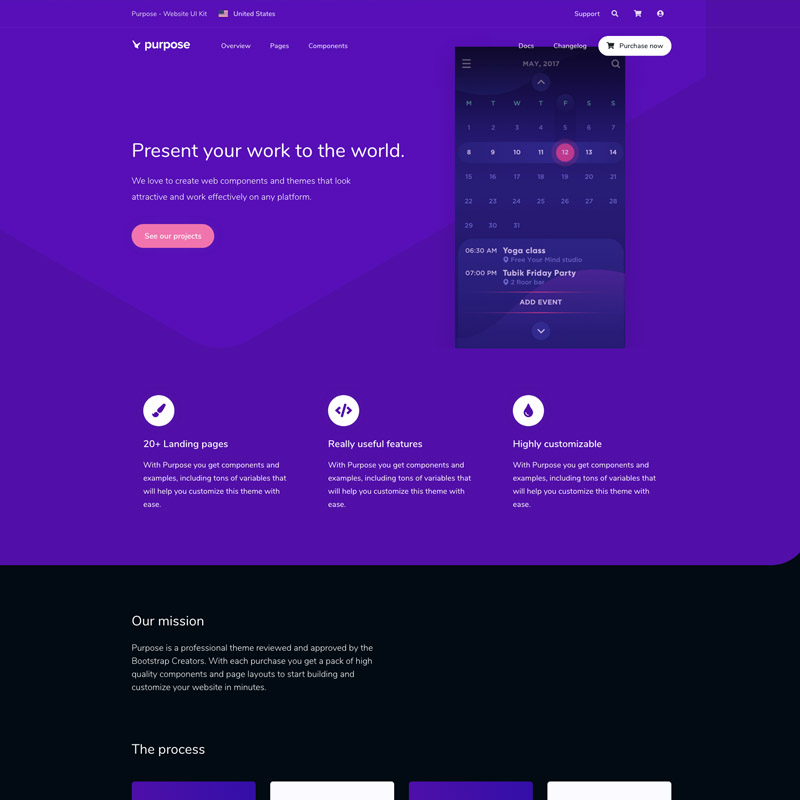 Purpose - Website UI Kit United States Support
purpose Overview Pages Components Docs Changelog Purchase now
MAY, 2017
M T W T F S S
1 2 3 4 5 6 7
8 9 10 11 12 13 14
15 16 17 18 19 20 21
22 23 24 25 26 27 28
29 30 31
06:30 AM Yoga class
Free Your Mind studio
07:00 PM Tubik Friday Party
2 floor bar
ADD EVENT
Present your work to the world.
We love to create web components and themes that look
attractive and work effectively on any platform.
See our projects
20+ Landing pages
With Purpose you get components and
examples, including tons of variables that
will help you customize this theme with
ease.
Really useful features
With Purpose you get components and
examples, including tons of variables that
will help you customize this theme with
ease.
Highly customizable
With Purpose you get components and
examples, including tons of variables that
will help you customize this theme with
ease.
Our mission
Purpose is a professional theme reviewed and approved by the
Bootstrap Creators. With each purchase you get a pack of high
quality components and page layouts to start building and
customize your website in minutes.
The process